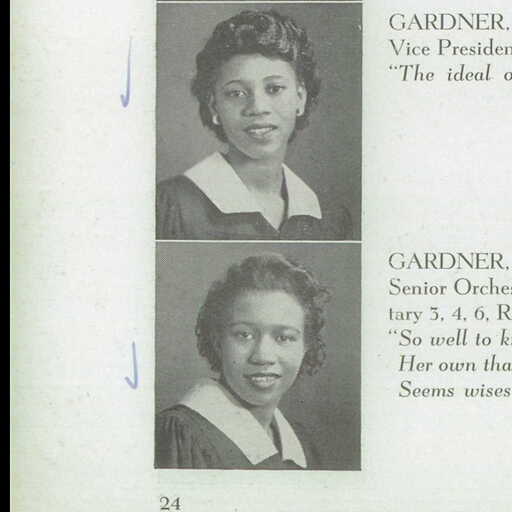 GARDNER,
Vice Presiden
"The ideal o
GARDNER,
Senior Orches
tary 3, 4, 6, R
"So well to k
Her own tha
Seems wises
24